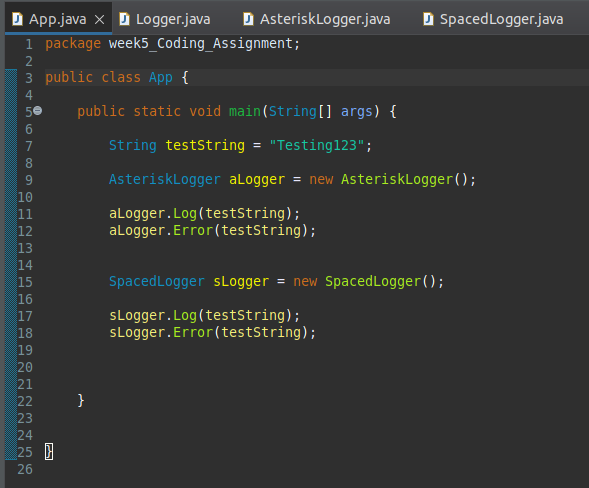 App.java Logger.java AsteriskLogger.java SpacedLogger.java
1 package week5_Coding_Assignment;
2
3 public class App {
4
5 public static void main(String[] args) {
6
7 String testString = "Testing123";
8
9 AsteriskLogger aLogger = new AsteriskLogger();
10
11 aLogger.Log(testString);
12 aLogger.Error(testString);
13
14
15 SpacedLogger sLogger = new SpacedLogger();
16
17 sLogger.Log(testString);
18 sLogger.Error(testString);
19
20
21
22 }
23
24
25 }
26